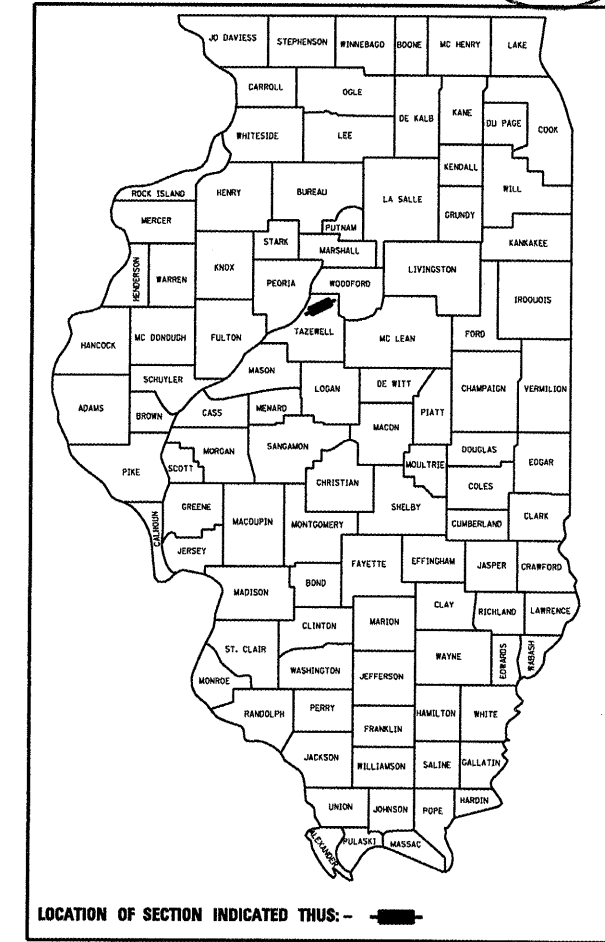 JO DAVIESS STEPHENSON WINNEBAGO BOONE MC HENRY LAKE
CARROLL OGLE DE KALB KANE DU PAGE COOK
WHITESIDE LEE
KENDALL WILL
ROCK ISLAND HENRY BUREAU LA SALLE GRUNDY
MERCER PUTNAM
STARK MARSHALL KANKAKEE
HENDERSON WARREN KNOX PEORIA WOODFORD LIVINGSTON IROQUOIS
TAZEWELL
HANCOCK MC DONOUGH FULTON MC LEAN FORD
MASON
SCHUYLER LOGAN DE WITT CHAMPAIGN VERMILION
ADAMS BROWN CASS MENARD PIATT
MACON
MORGAN SANGAMON DOUGLAS EDGAR
PIKE SCOTT MOULTRIE
CHRISTIAN COLES
GREENE SHELBY
CALHOUN MACOUPIN MONTGOMERY CUMBERLAND CLARK
JERSEY
FAYETTE EFFINGHAM JASPER CRAWFORD
MADISON BOND
CLAY RICHLAND LAWRENCE
CLINTON MARION
ST. CLAIR WAYNE EDWARDS WABASH
WASHINGTON JEFFERSON
MONROE
RANDOLPH PERRY HAMILTON WHITE
FRANKLIN
JACKSON WILLIAMSON SALINE GALLATIN
UNION JOHNSON POPE HARDIN
ALEXANDER PULASKI MASSAC
LOCATION OF SECTION INDICATED THUS: -